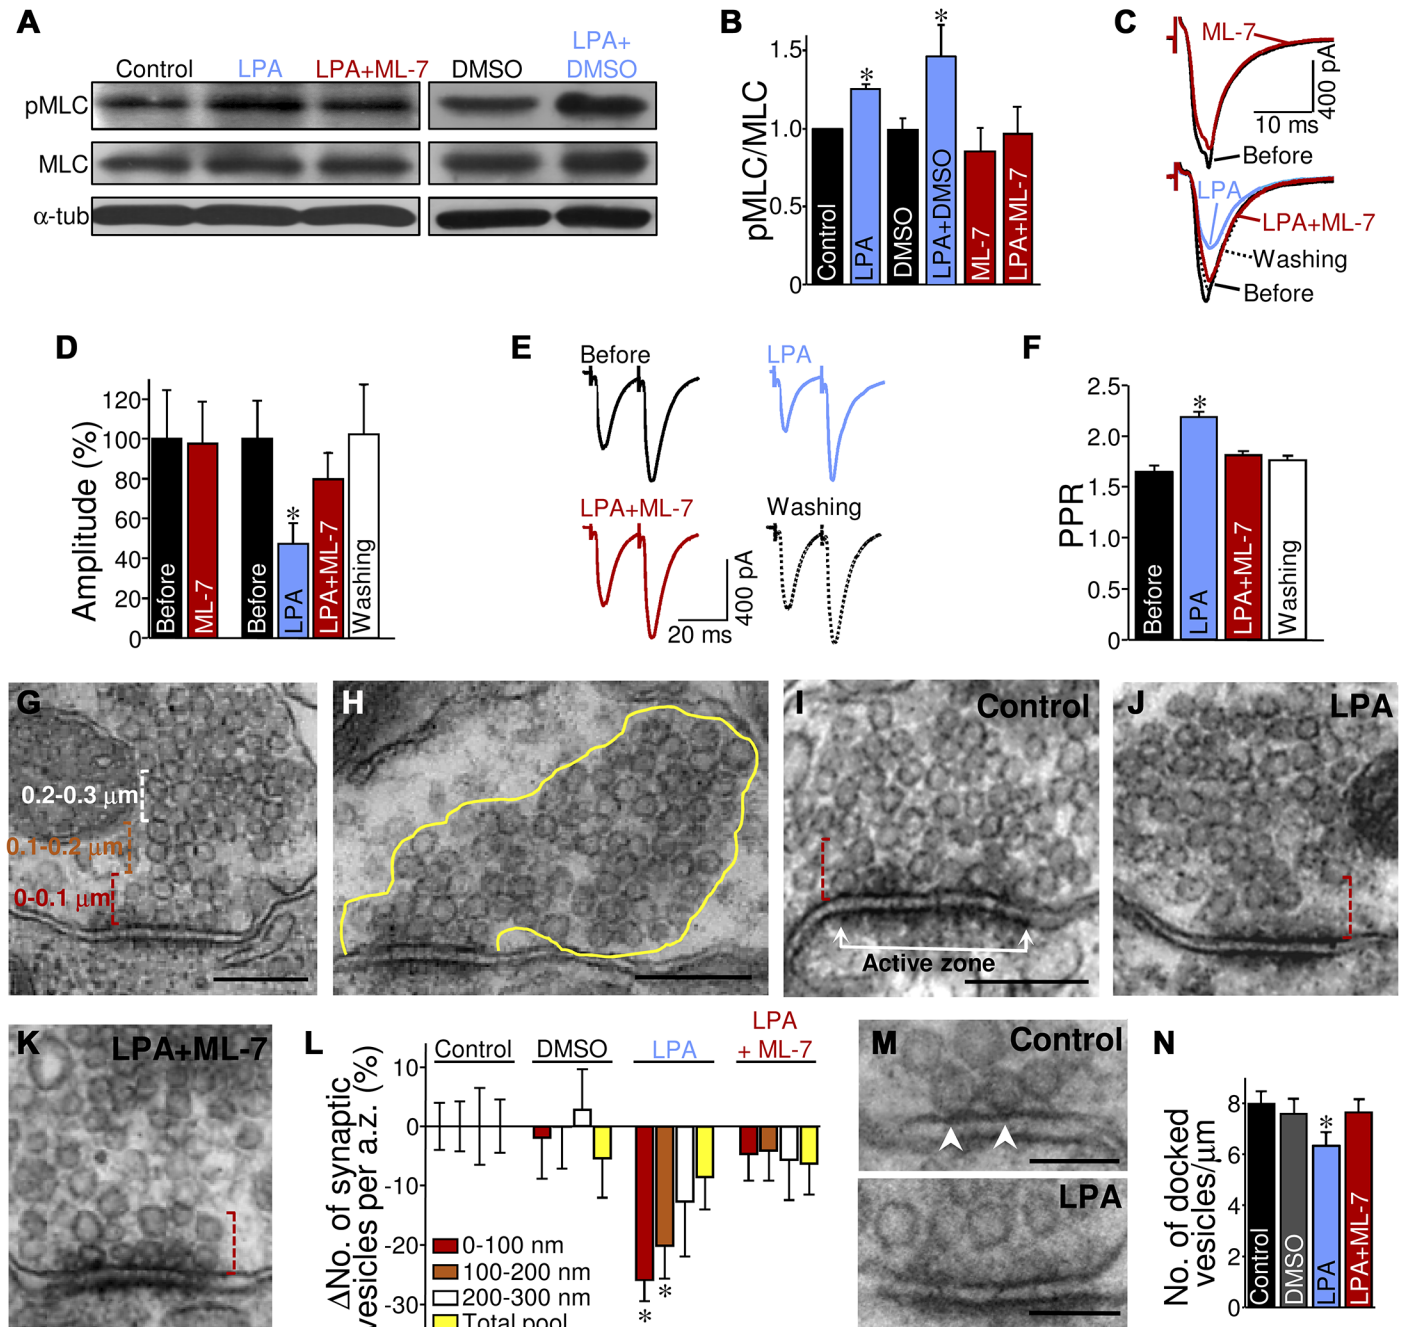 A
Control
LPA
LPA+ML-7
DMSO
LPA+
DMSO
pMLC
MLC
α-tub
B
pMLC/MLC
1.5
1.0
0.5
0
*
*
Control
LPA
DMSO
LPA+DMSO
ML-7
LPA+ML-7
C
ML-7
400 pA
10 ms
Before
LPA
LPA+ML-7
Washing
Before
D
Amplitude (%)
120
100
80
60
40
20
0
*
Before
ML-7
Before
LPA
LPA+ML-7
Washing
E
Before
LPA
LPA+ML-7
Washing
400 pA
20 ms
F
PPR
2.5
2.0
1.5
1.0
0.5
0
*
Before
LPA
LPA+ML-7
Washing
G
0.2-0.3 μm
0.1-0.2 μm
0-0.1 μm
H
I
Control
Active zone
J
LPA
K
LPA+ML-7
L
ΔNo. of synaptic
vesicles per a.z. (%)
Control
DMSO
LPA
LPA
+ ML-7
10
0
-10
-20
-30
0-100 nm
100-200 nm
200-300 nm
Total pool
*
*
M
Control
LPA
N
No. of docked
vesicles/μm
8
6
4
2
0
*
Control
DMSO
LPA
LPA+ML-7